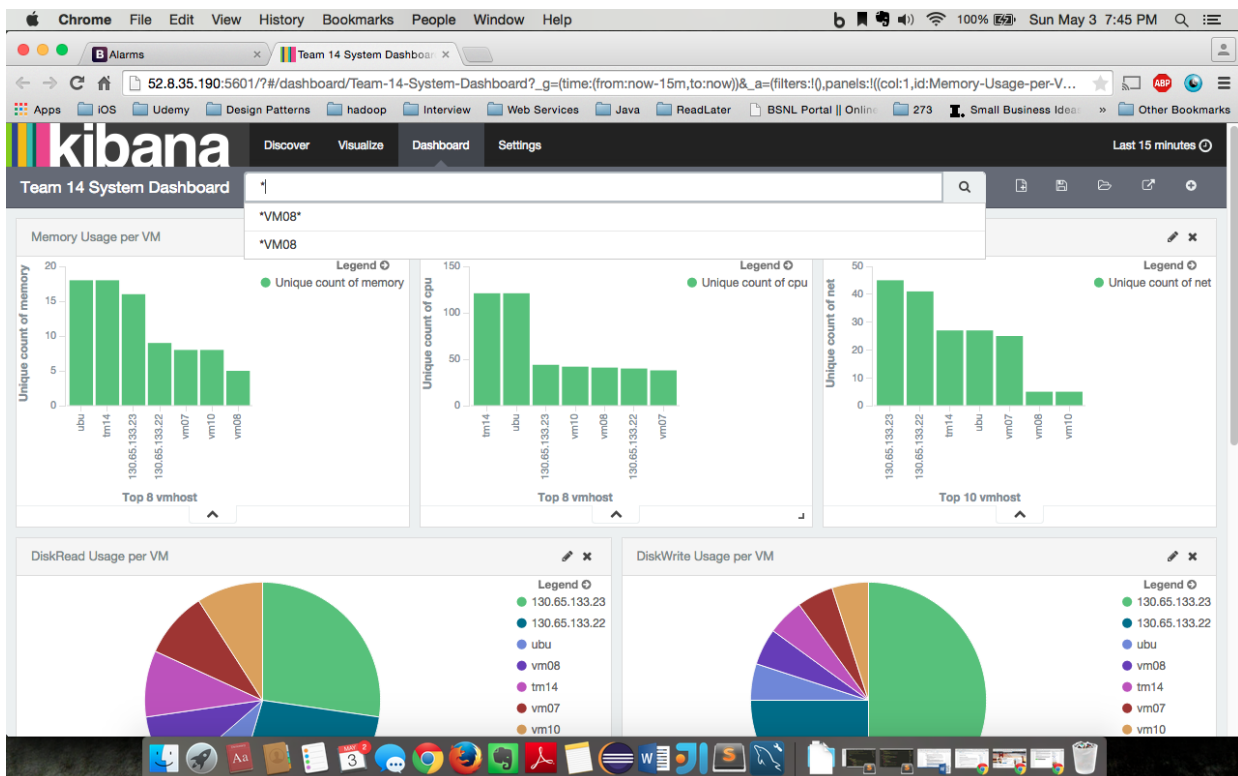 Chrome File Edit View History Bookmarks People Window Help 100% Sun May 3 7:45 PM
B Alarms × Team 14 System Dashboar ×
52.8.35.190:5601/?#/dashboard/Team-14-System-Dashboard?_g=(time:(from:now-15m,to:now))&_a=(filters:!(),panels:!((col:1,id:Memory-Usage-per-V... ABP
Apps iOS Udemy Design Patterns hadoop Interview Web Services Java ReadLater BSNL Portal || Online 273 I. Small Business Ideas » Other Bookmarks
kibana Discover Visualize Dashboard Settings Last 15 minutes
Team 14 System Dashboard *
*VM08*
*VM08
Memory Usage per VM
Legend
Unique count of memory
Unique count of memory
20
15
10
5
0
ubu
tm14
130.65.133.23
130.65.133.22
vm07
vm10
vm08
Top 8 vmhost
Legend
Unique count of cpu
Unique count of cpu
150
100
50
0
tm14
ubu
130.65.133.23
vm10
vm08
130.65.133.22
vm07
Top 8 vmhost
Legend
Unique count of net
Unique count of net
50
40
30
20
10
0
130.65.133.23
130.65.133.22
tm14
ubu
vm07
vm08
vm10
Top 10 vmhost
DiskRead Usage per VM
Legend
130.65.133.23
130.65.133.22
ubu
vm08
tm14
vm07
vm10
DiskWrite Usage per VM
Legend
130.65.133.23
130.65.133.22
ubu
vm08
tm14
vm07
vm10
Aa
MAY
3
2
W
S